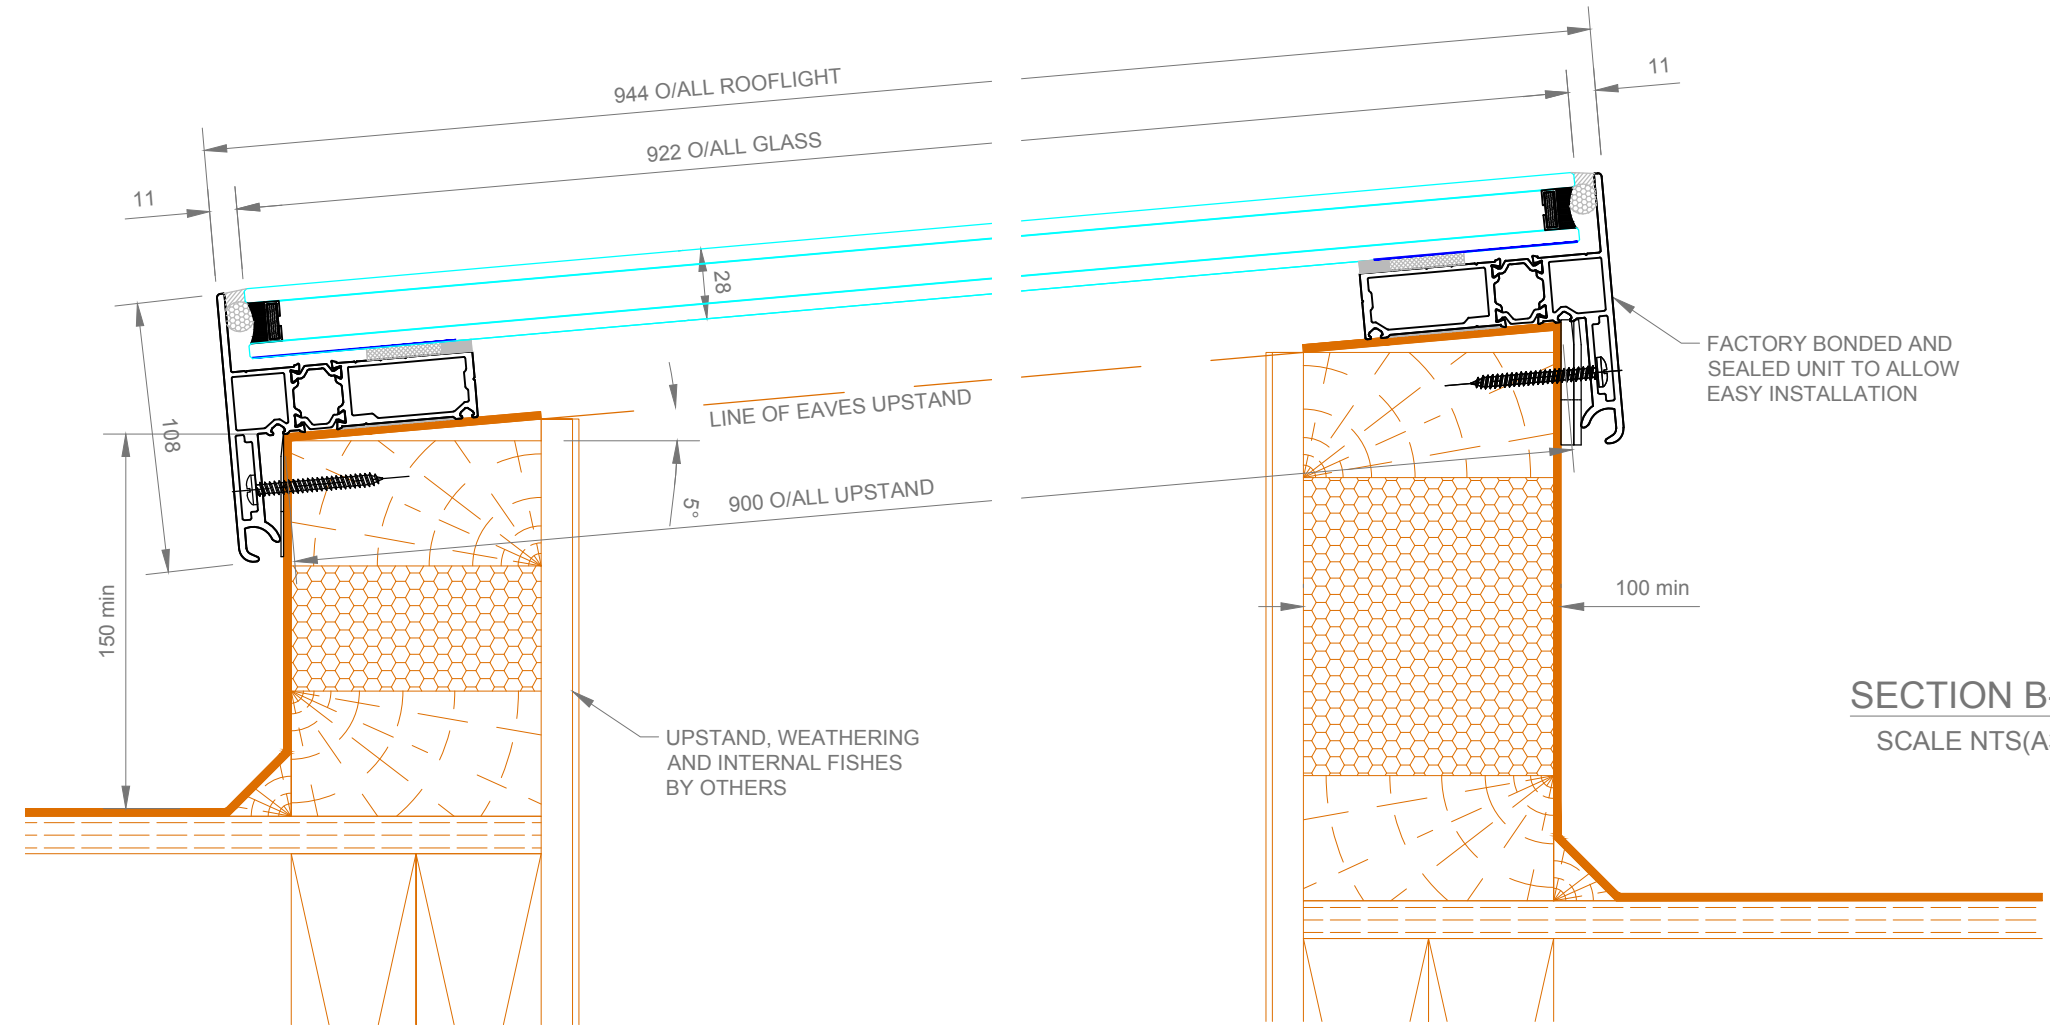 944 O/ALL ROOFLIGHT
11
922 O/ALL GLASS
11
28
FACTORY BONDED AND
SEALED UNIT TO ALLOW
EASY INSTALLATION
LINE OF EAVES UPSTAND
108
5°
900 O/ALL UPSTAND
150 min
100 min
SECTION B-
SCALE NTS(A
UPSTAND, WEATHERING
AND INTERNAL FISHES
BY OTHERS